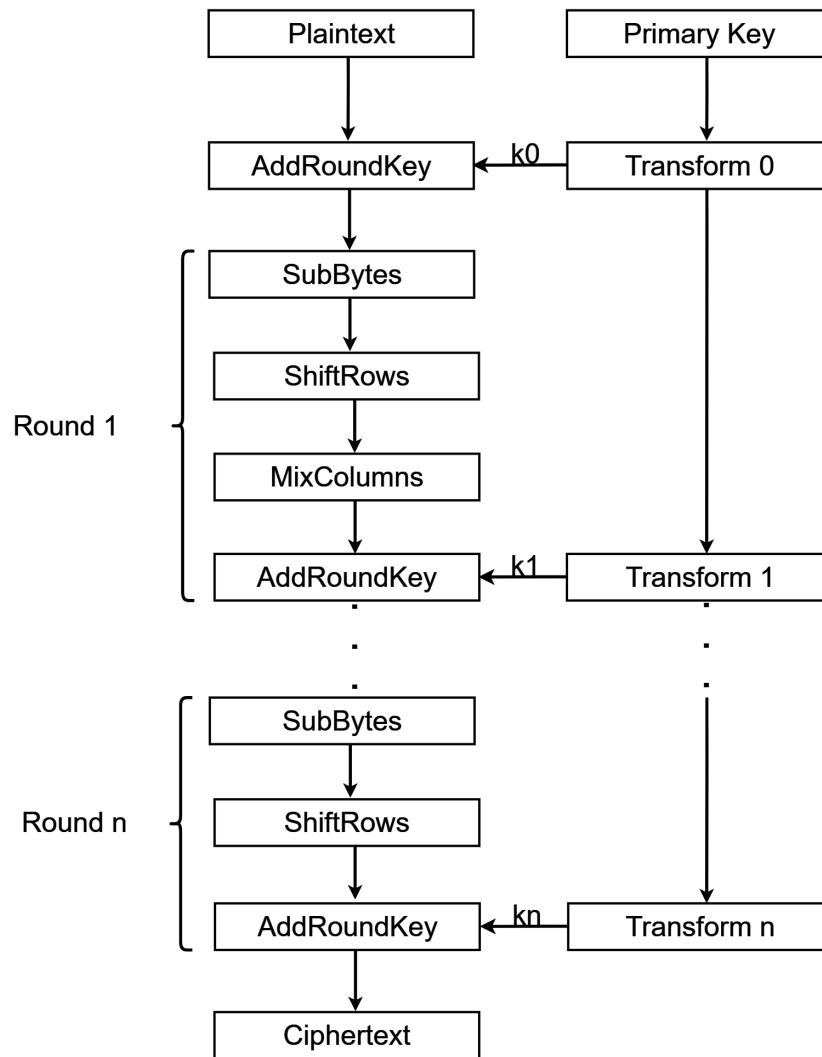 Plaintext
Primary Key
AddRoundKey
k0
Transform 0
SubBytes
ShiftRows
Round 1
MixColumns
AddRoundKey
k1
Transform 1
SubBytes
Round n
ShiftRows
AddRoundKey
kn
Transform n
Ciphertext